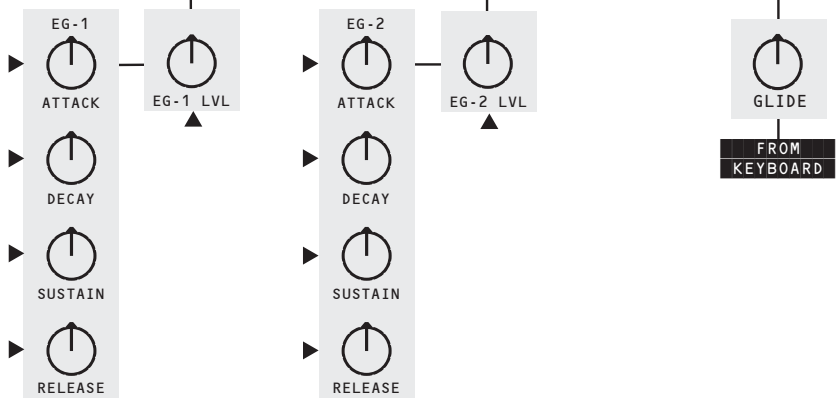 EG-1
ATTACK
DECAY
SUSTAIN
RELEASE
EG-1 LVL
EG-2
ATTACK
DECAY
SUSTAIN
RELEASE
EG-2 LVL
GLIDE
FROM
KEYBOARD